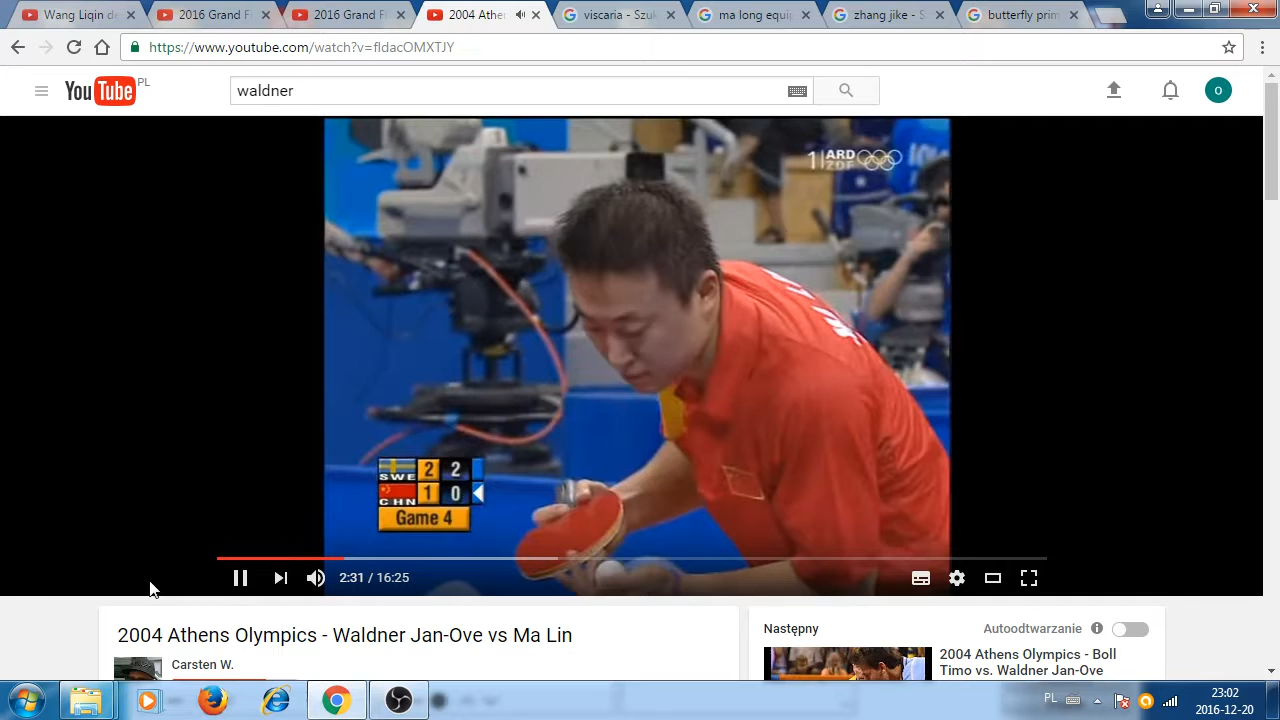 Wang Liqin de
2016 Grand F
2016 Grand F
2004 Athe
viscaria - Szuk
ma long equip
zhang jike - S
butterfly prim
https://www.youtube.com/watch?v=fIdacOMXTJY
YouTube PL
waldner
o
1 ARD ZDF
SWE 2 2
CHN 1 0
Game 4
2:31 / 16:25
2004 Athens Olympics - Waldner Jan-Ove vs Ma Lin
Carsten W.
Następny
Autoodtwarzanie
2004 Athens Olympics - Boll
Timo vs. Waldner Jan-Ove
PL
23:02
2016-12-20